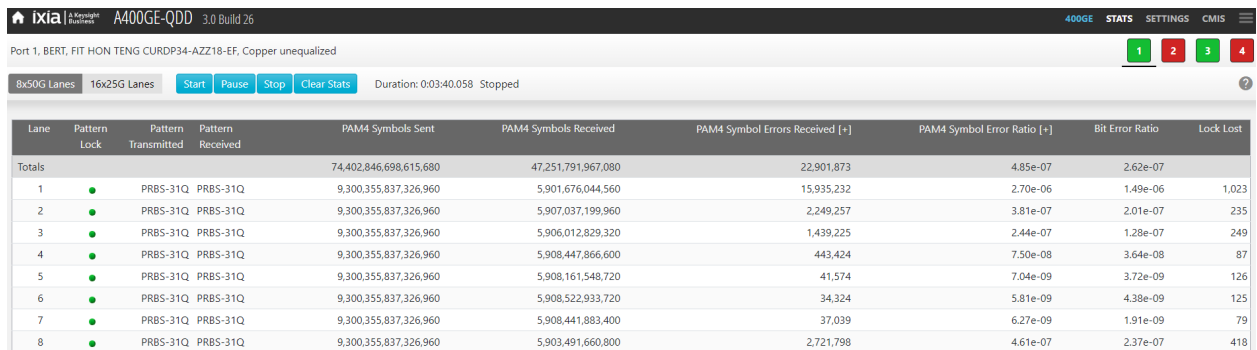 ixia A Keysight Business A400GE-QDD 3.0 Build 26 400GE STATS SETTINGS CMIS
Port 1, BERT, FIT HON TENG CURDP34-AZZ18-EF, Copper unequalized 1 2 3 4
8x50G Lanes 16x25G Lanes Start Pause Stop Clear Stats Duration: 0:03:40.058 Stopped ?
Lane Pattern Lock Pattern Transmitted Pattern Received PAM4 Symbols Sent PAM4 Symbols Received PAM4 Symbol Errors Received [+] PAM4 Symbol Error Ratio [+] Bit Error Ratio Lock Lost
Totals 74,402,846,698,615,680 47,251,791,967,080 22,901,873 4.85e-07 2.62e-07
1 PRBS-31Q PRBS-31Q 9,300,355,837,326,960 5,901,676,044,560 15,935,232 2.70e-06 1.49e-06 1,023
2 PRBS-31Q PRBS-31Q 9,300,355,837,326,960 5,907,037,199,960 2,249,257 3.81e-07 2.01e-07 235
3 PRBS-31Q PRBS-31Q 9,300,355,837,326,960 5,906,012,829,320 1,439,225 2.44e-07 1.28e-07 249
4 PRBS-31Q PRBS-31Q 9,300,355,837,326,960 5,908,447,866,600 443,424 7.50e-08 3.64e-08 87
5 PRBS-31Q PRBS-31Q 9,300,355,837,326,960 5,908,161,548,720 41,574 7.04e-09 3.72e-09 126
6 PRBS-31Q PRBS-31Q 9,300,355,837,326,960 5,908,522,933,720 34,324 5.81e-09 4.38e-09 125
7 PRBS-31Q PRBS-31Q 9,300,355,837,326,960 5,908,441,883,400 37,039 6.27e-09 1.91e-09 79
8 PRBS-31Q PRBS-31Q 9,300,355,837,326,960 5,903,491,660,800 2,721,798 4.61e-07 2.37e-07 418